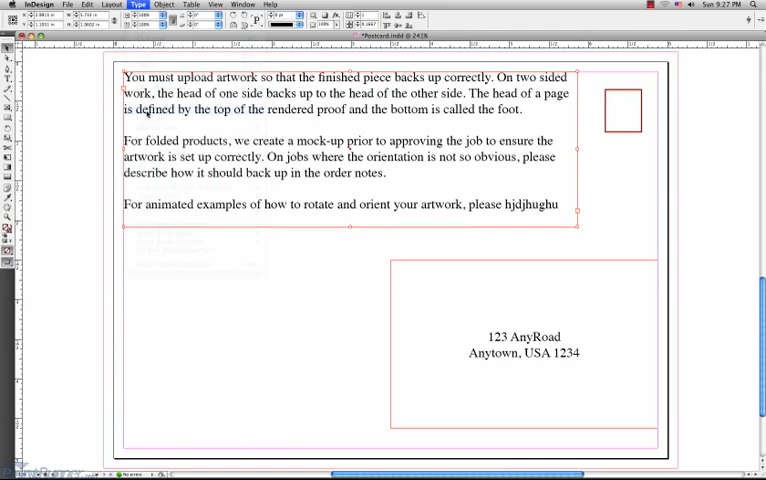 InDesign File Edit Layout Type Object Table View Window Help
Sun 9:27 PM
*Postcard.indd @ 241%
You must upload artwork so that the finished piece backs up correctly. On two sided
work, the head of one side backs up to the head of the other side. The head of a page
is defined by the top of the rendered proof and the bottom is called the foot.
For folded products, we create a mock-up prior to approving the job to ensure the
artwork is set up correctly. On jobs where the orientation is not so obvious, please
describe how it should back up in the order notes.
For animated examples of how to rotate and orient your artwork, please hjdjhughu
123 AnyRoad
Anytown, USA 1234
No errors